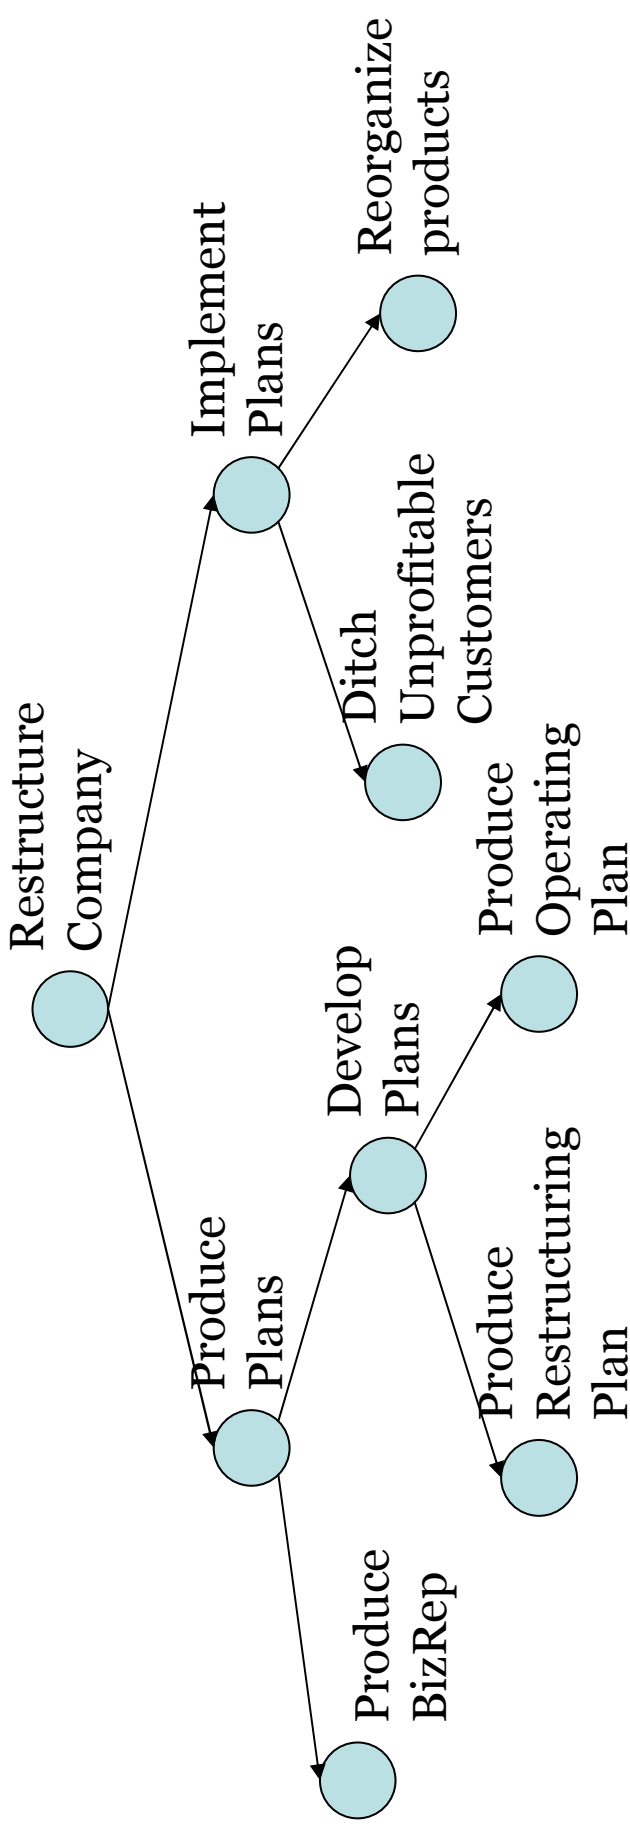 Restructure
Company
Produce
Plans
Implement
Plans
Produce
BizRep
Develop
Plans
Ditch
Unprofitable
Customers
Reorganize
products
Produce
Restructuring
Plan
Produce
Operating
Plan